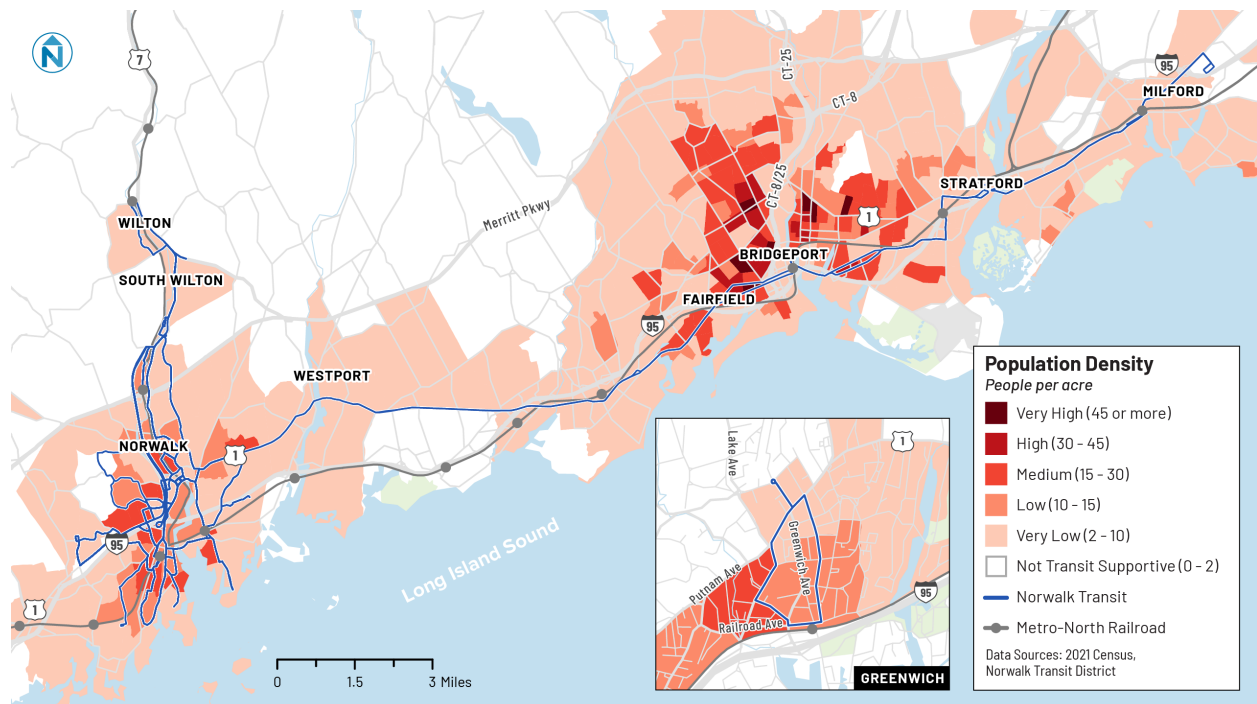 N
7
CT-25
95
MILFORD
CT-8
CT-8/25
STRATFORD
Merritt Pkwy
1
WILTON
BRIDGEPORT
SOUTH WILTON
FAIRFIELD
95
WESTPORT
NORWALK
1
95
Long Island Sound
1
0 1.5 3 Miles
Lake Ave
1
Greenwich Ave
Putnam Ave
95
Railroad Ave
GREENWICH
Population Density
People per acre
Very High (45 or more)
High (30 - 45)
Medium (15 - 30)
Low (10 - 15)
Very Low (2 - 10)
Not Transit Supportive (0 - 2)
Norwalk Transit
Metro-North Railroad
Data Sources: 2021 Census,
Norwalk Transit District